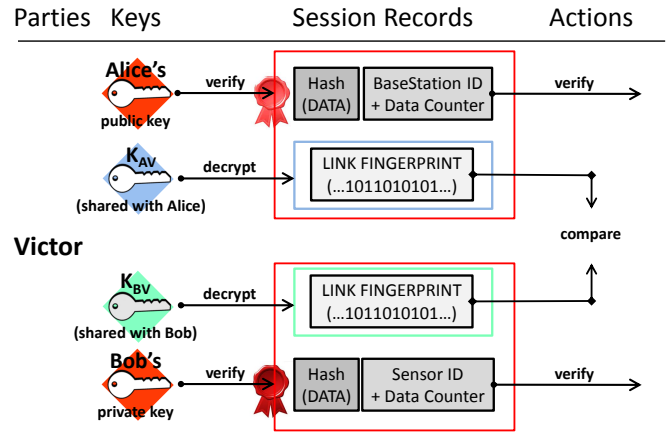 Parties Keys Session Records Actions
Alice's
public key
verify
Hash
(DATA)
BaseStation ID
+ Data Counter
verify
K_AV
(shared with Alice)
decrypt
LINK FINGERPRINT
(...1011010101...)
compare
Victor
K_BV
(shared with Bob)
decrypt
LINK FINGERPRINT
(...1011010101...)
Bob's
private key
verify
Hash
(DATA)
Sensor ID
+ Data Counter
verify